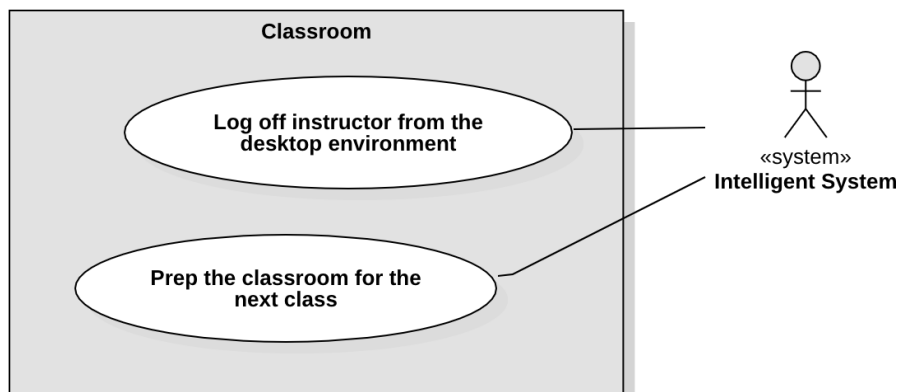 Classroom
Log off instructor from the
desktop environment
«system»
Intelligent System
Prep the classroom for the
next class